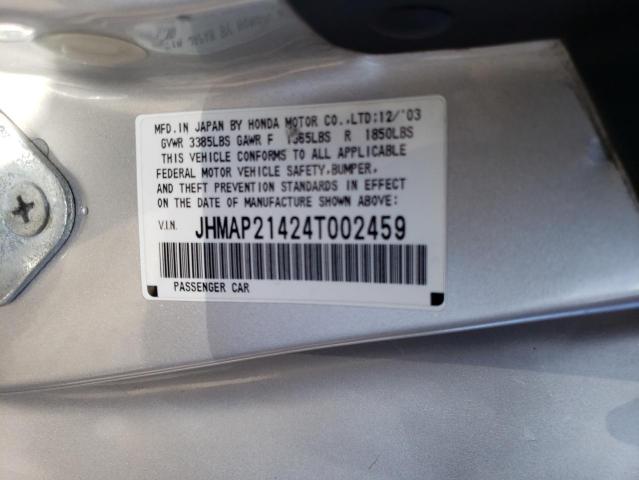 MFD. IN JAPAN BY HONDA MOTOR CO.,LTD:12/'03
GVWR 3385LBS GAWR F 1565LBS R 1850LBS
THIS VEHICLE CONFORMS TO ALL APPLICABLE
FEDERAL MOTOR VEHICLE SAFETY, BUMPER,
AND THEFT PREVENTION STANDARDS IN EFFECT
ON THE DATE OF MANUFACTURE SHOWN ABOVE:
V.I.N. JHMAP21424T002459
PASSENGER CAR